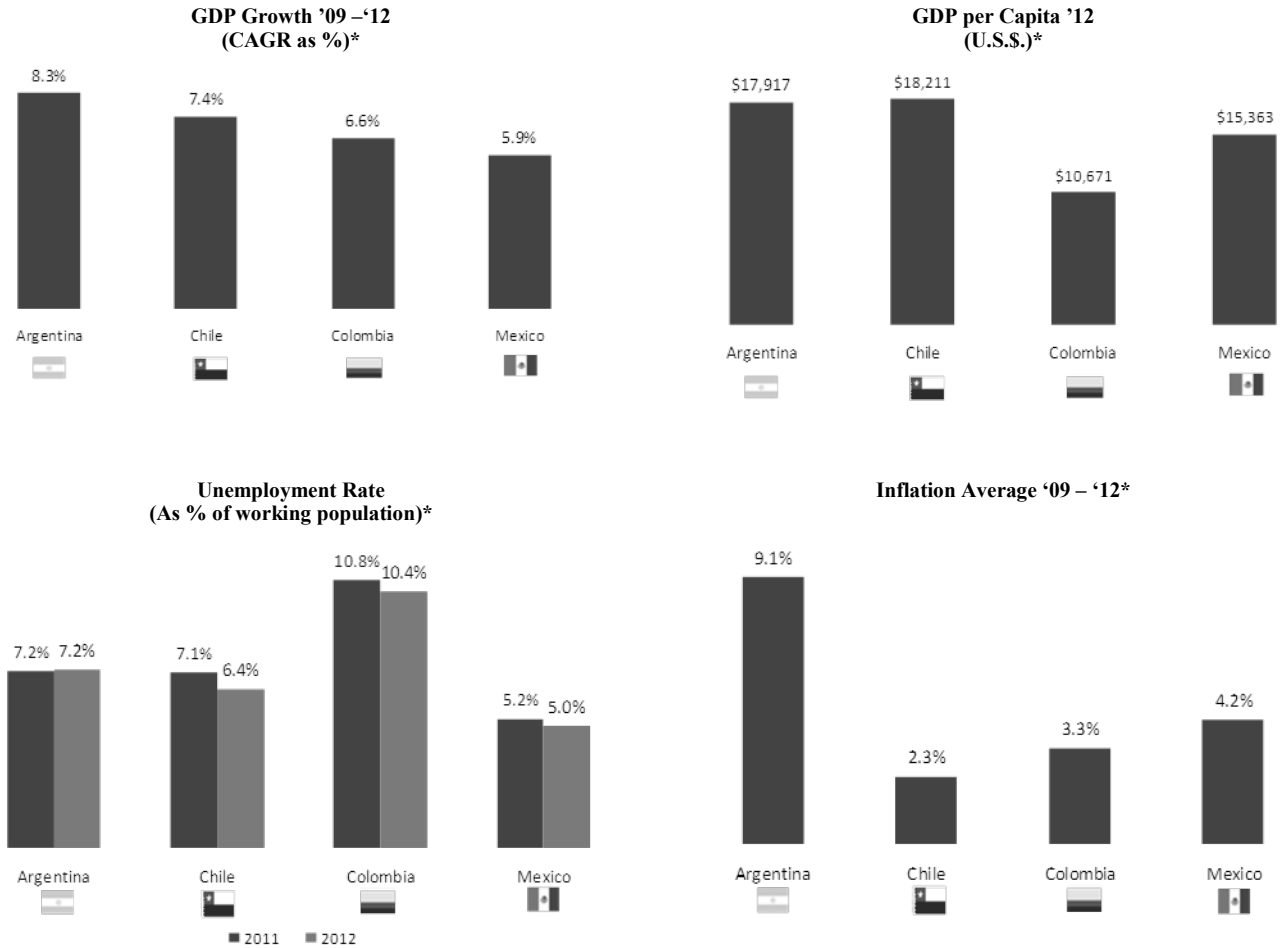 GDP Growth ’09 –‘12
(CAGR as %)*
8.3%
7.4%
6.6%
5.9%
Argentina
Chile
Colombia
Mexico
GDP per Capita ’12
(U.S.$.)*
$17,917
$18,211
$10,671
$15,363
Argentina
Chile
Colombia
Mexico
Unemployment Rate
(As % of working population)*
7.2% 7.2%
7.1%
6.4%
10.8%
10.4%
5.2%
5.0%
Argentina
Chile
Colombia
Mexico
2011 2012
Inflation Average ‘09 – ‘12*
9.1%
2.3%
3.3%
4.2%
Argentina
Chile
Colombia
Mexico